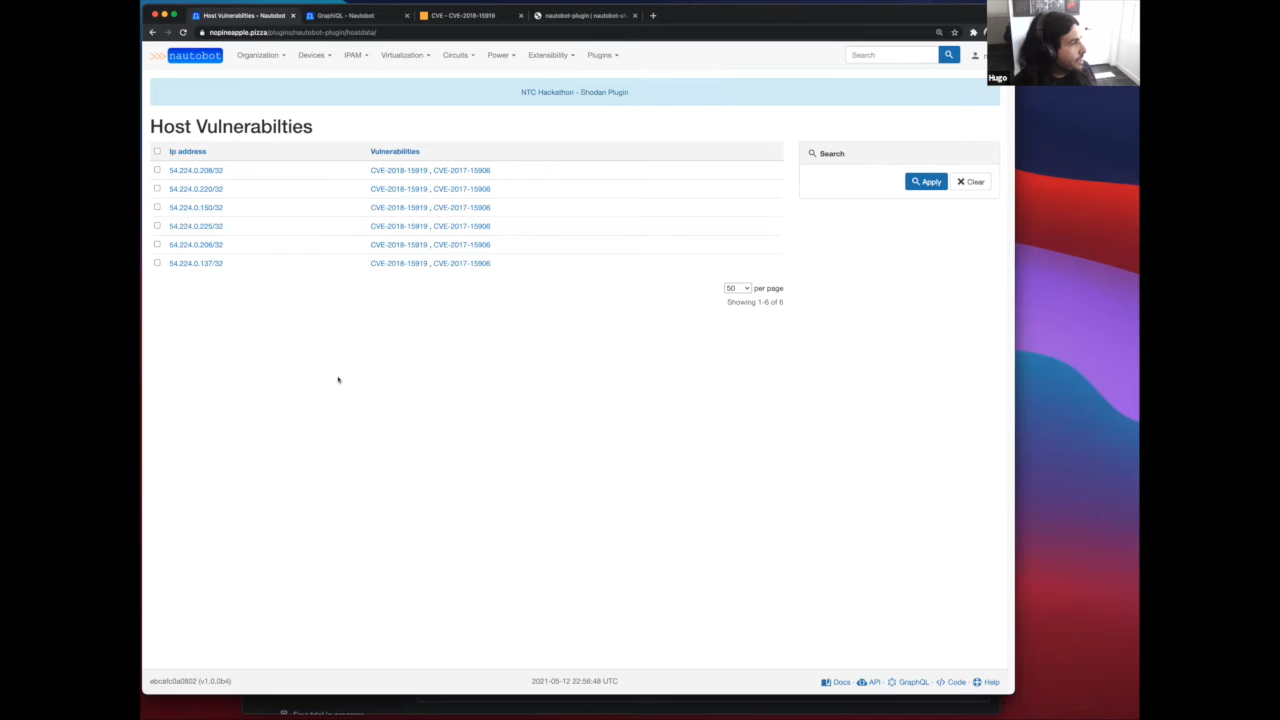 Host Vulnerabilties - Nautobot
GraphiQL - Nautobot
CVE - CVE-2018-15919
nautobot-plugin | nautobot-sh
nopineapple.pizza/plugins/nautobot-plugin/hostdata/
nautobot
Organization
Devices
IPAM
Virtualization
Circuits
Power
Extensibility
Plugins
Search
Hugo
NTC Hackathon - Shodan Plugin
Host Vulnerabilties
Ip address Vulnerabilities
54.224.0.208/32 CVE-2018-15919 , CVE-2017-15906
54.224.0.220/32 CVE-2018-15919 , CVE-2017-15906
54.224.0.150/32 CVE-2018-15919 , CVE-2017-15906
54.224.0.225/32 CVE-2018-15919 , CVE-2017-15906
54.224.0.206/32 CVE-2018-15919 , CVE-2017-15906
54.224.0.137/32 CVE-2018-15919 , CVE-2017-15906
50 per page
Showing 1-6 of 6
Search
Apply
Clear
ebcafc0a0802 (v1.0.0b4)
2021-05-12 22:56:48 UTC
Docs · API · GraphQL · Code · Help